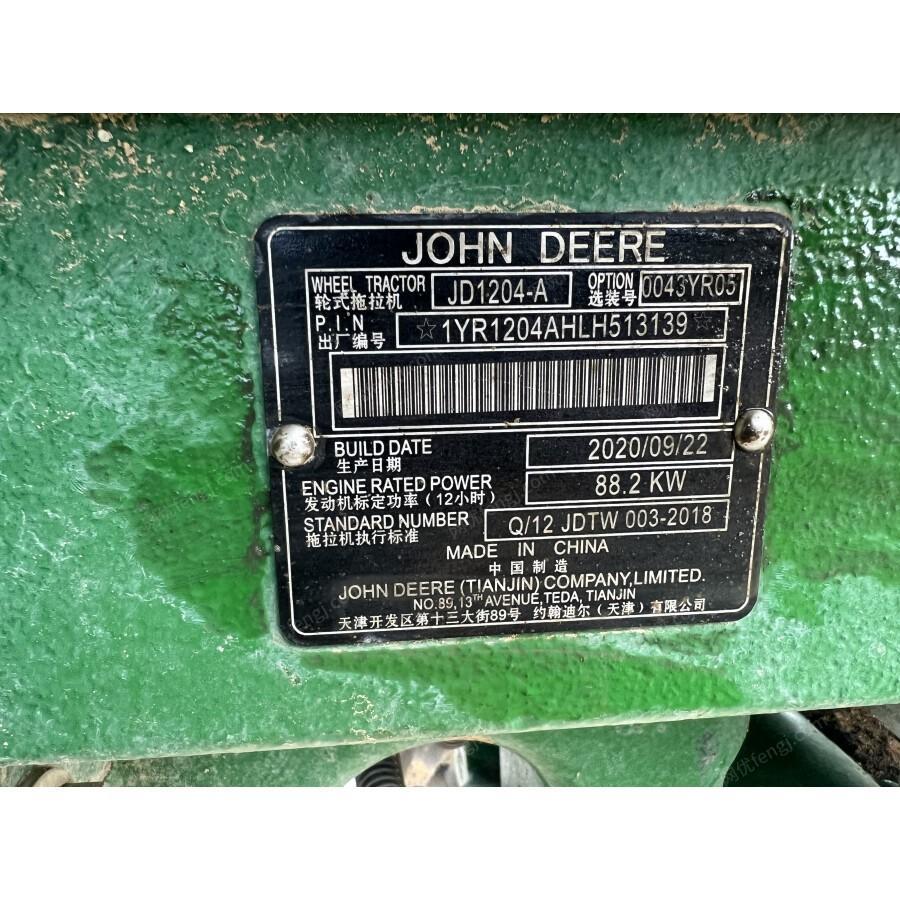 JOHN DEERE
WHEEL TRACTOR JD1204-A OPTION 0043YR05
轮式拖拉机 选装号
P.I.N ☆1YR1204AHLH513139☆
出厂编号
BUILD DATE 2020/09/22
生产日期
ENGINE RATED POWER 88.2 KW
发动机标定功率(12小时)
STANDARD NUMBER Q/12 JDTW 003-2018
拖拉机执行标准
MADE IN CHINA
中国制造
JOHN DEERE (TIANJIN) COMPANY,LIMITED.
NO.89,13TH AVENUE,TEDA,TIANJIN
天津开发区第十三大街89号 约翰迪尔(天津)有限公司